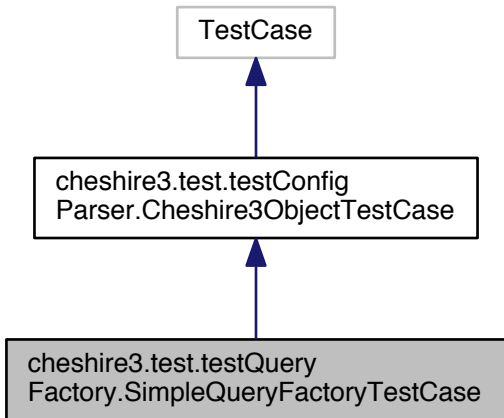 TestCase
cheshire3.test.testConfig
Parser.Cheshire3ObjectTestCase
cheshire3.test.testQuery
Factory.SimpleQueryFactoryTestCase